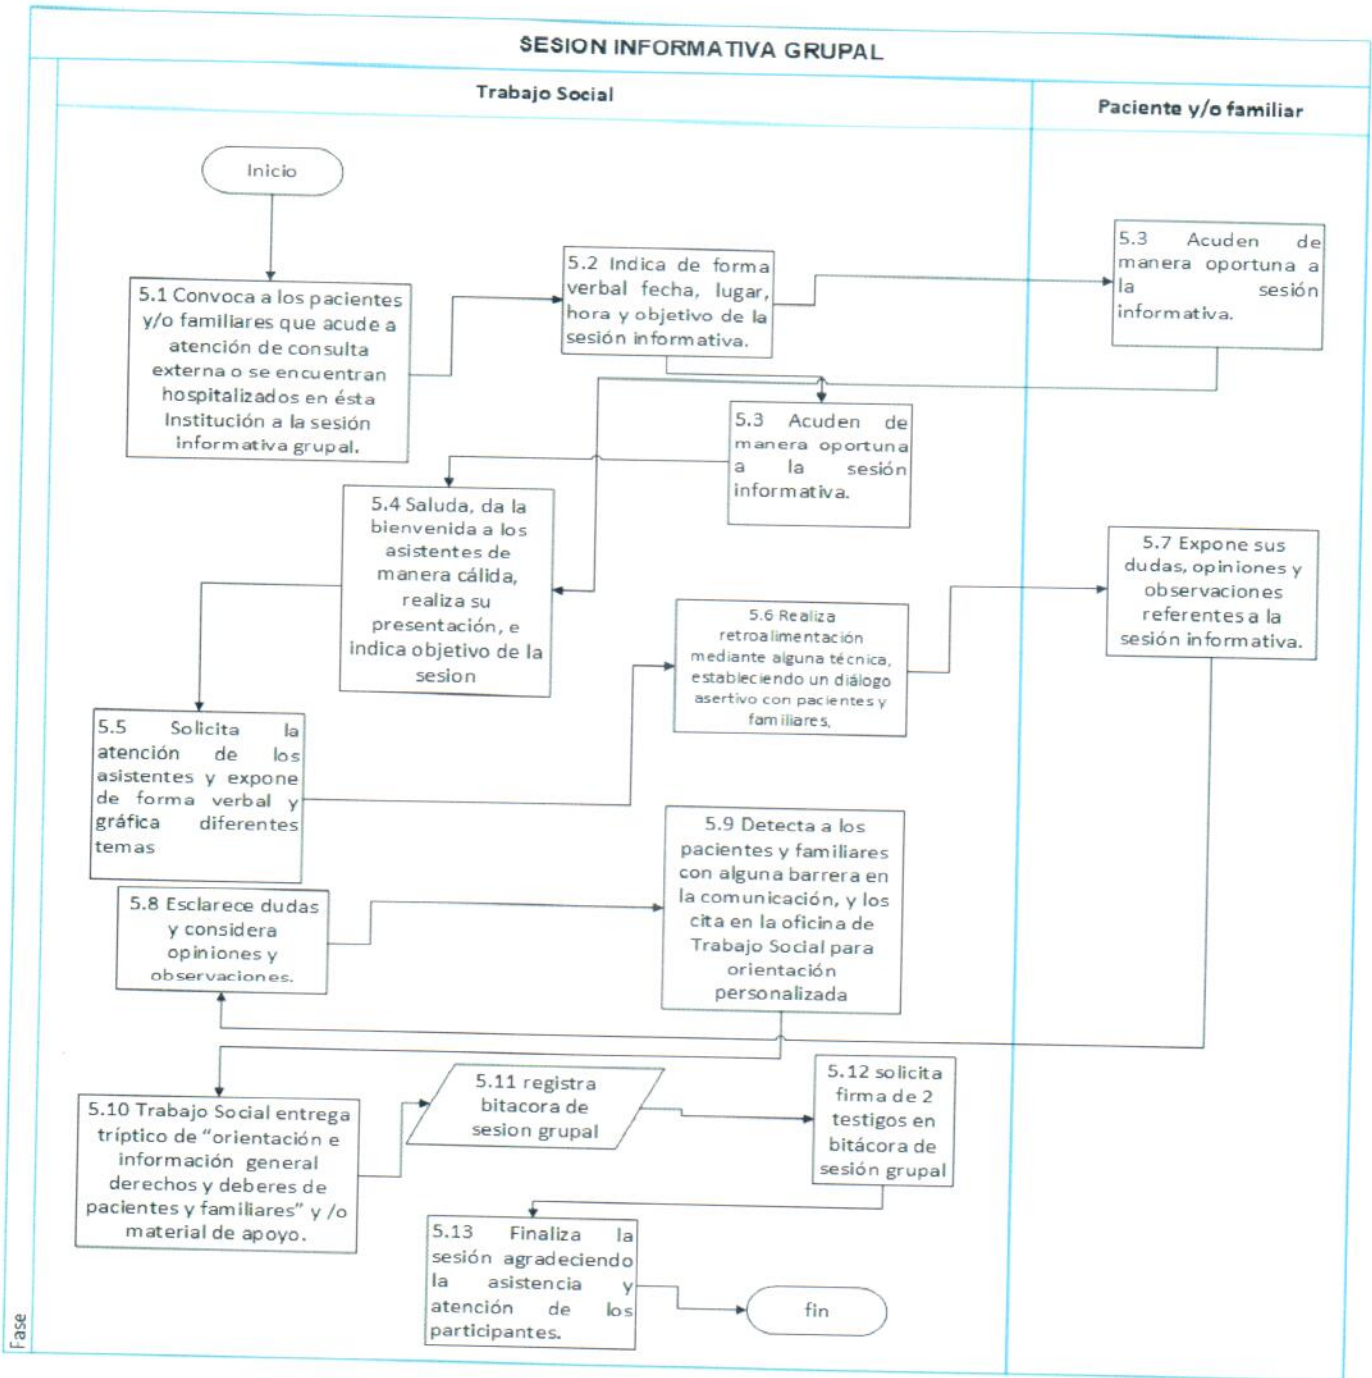 SESION INFORMATIVA GRUPAL
Trabajo Social
Paciente y/o familiar
Inicio
5.1 Convoca a los pacientes
y/o familiares que acude a
atención de consulta
externa o se encuentran
hospitalizados en ésta
Institución a la sesión
informativa grupal.
5.2 Indica de forma
verbal fecha, lugar,
hora y objetivo de la
sesión informativa.
5.3 Acuden de
manera oportuna a
la sesión
informativa.
5.3 Acuden de
manera oportuna
a la sesión
informativa.
5.4 Saluda, da la
bienvenida a los
asistentes de
manera cálida,
realiza su
presentación, e
indica objetivo de la
sesion
5.5 Solicita la
atención de los
asistentes y expone
de forma verbal y
gráfica diferentes
temas
5.6 Realiza
retroalimentación
mediante alguna técnica,
estableciendo un diálogo
asertivo con pacientes y
familiares,
5.7 Expone sus
dudas, opiniones y
observaciones
referentes a la
sesión informativa.
5.8 Esclarece dudas
y considera
opiniones y
observaciones.
5.9 Detecta a los
pacientes y familiares
con alguna barrera en
la comunicación, y los
cita en la oficina de
Trabajo Social para
orientación
personalizada
5.10 Trabajo Social entrega
tríptico de "orientación e
información general
derechos y deberes de
pacientes y familiares" y /o
material de apoyo.
5.11 registra
bitacora de
sesion grupal
5.12 solicita
firma de 2
testigos en
bitácora de
sesión grupal
5.13 Finaliza la
sesión agradeciendo
la asistencia y
atención de los
participantes.
fin
Fase